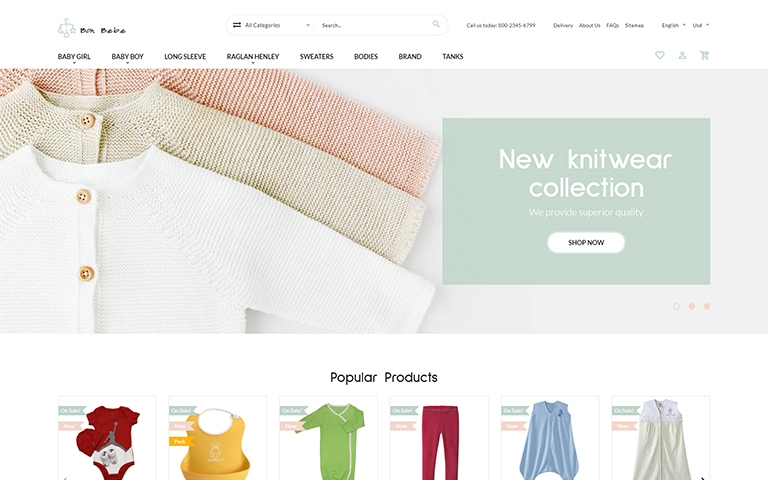 Bon Bebe
All Categories
Search...
Call us today: 800-2345-6799
Delivery About Us FAQs Sitemap
English Usd
BABY GIRL BABY BOY LONG SLEEVE RAGLAN HENLEY SWEATERS BODIES BRAND TANKS
New knitwear
collection
We provide superior quality
SHOP NOW
Popular Products
On Sale! On Sale! On Sale! On Sale! On Sale! On Sale!
New New New New New New
Pack